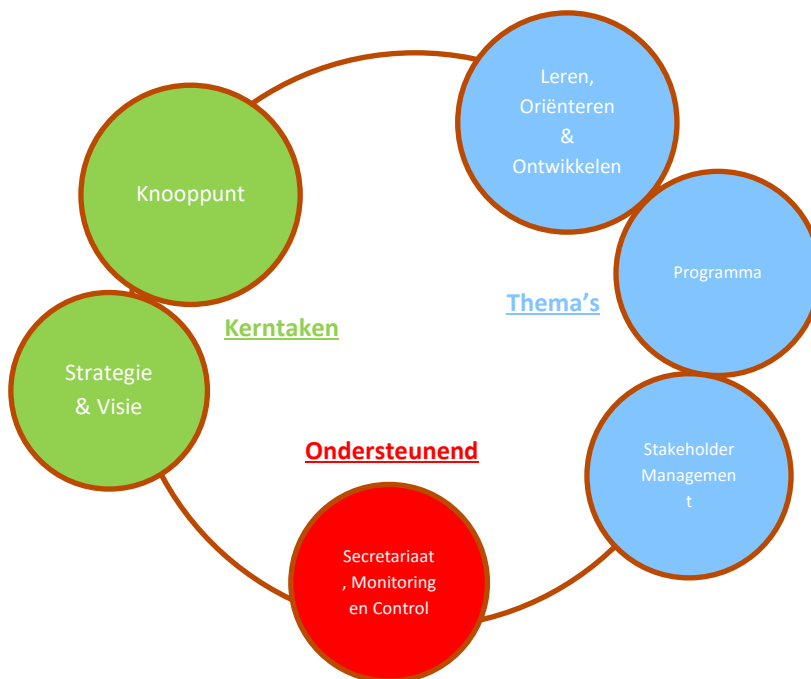 Leren,
Oriënteren
&
Ontwikkelen
Knooppunt
Programma
Thema's
Kerntaken
Strategie
& Visie
Ondersteunend
Stakeholder
Managemen
t
Secretariaat
, Monitoring
en Control